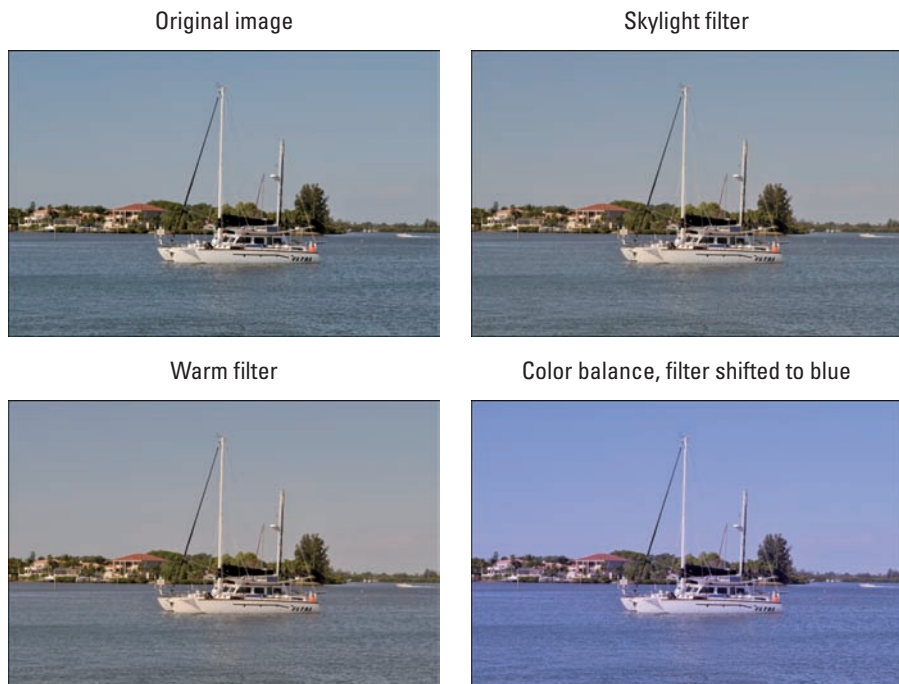 Original image
Skylight filter
Warm filter
Color balance, filter shifted to blue